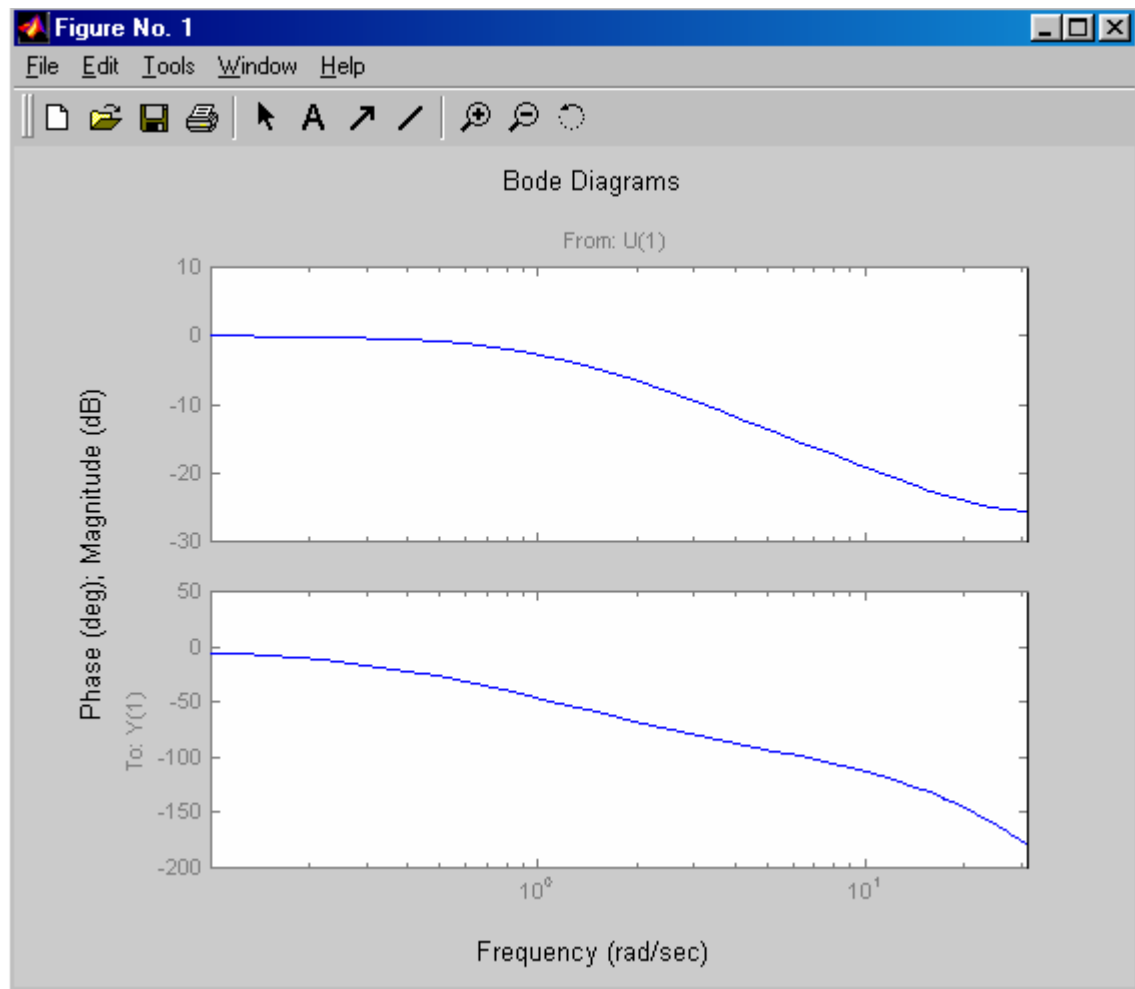 Figure No. 1
File Edit Tools Window Help
A
Bode Diagrams
From: U(1)
10
0
-10
-20
-30
50
0
-50
-100
-150
-200
10⁰ 10¹
Phase (deg); Magnitude (dB)
To: Y(1)
Frequency (rad/sec)